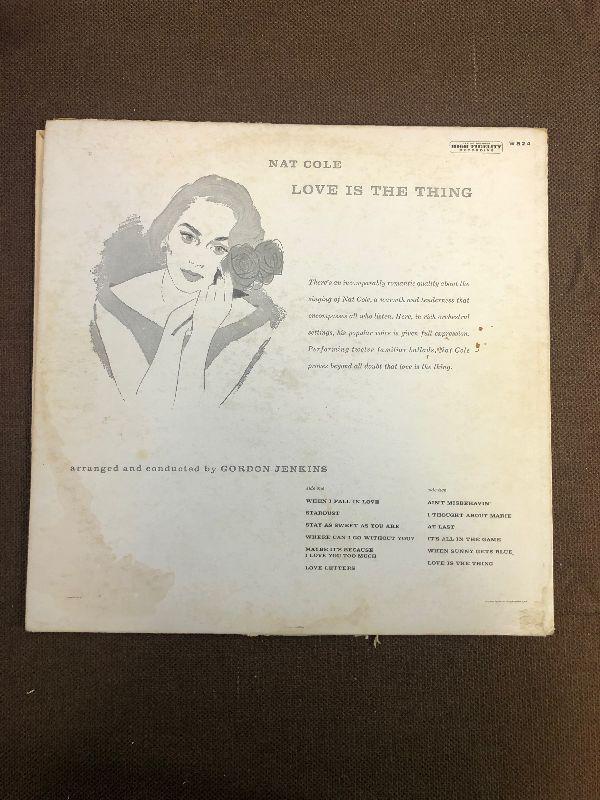 HIGH FIDELITY
RECORDING
W 824
NAT COLE
LOVE IS THE THING
There's an incomparably romantic quality about the
singing of Nat Cole, a warmth and tenderness that
encompasses all who listen. Here, in rich orchestral
settings, his popular voice is given full expression.
Performing twelve familiar ballads, Nat Cole
proves beyond all doubt that love is the thing.
arranged and conducted by GORDON JENKINS
side one
WHEN I FALL IN LOVE
STARDUST
STAY AS SWEET AS YOU ARE
WHERE CAN I GO WITHOUT YOU?
MAYBE IT'S BECAUSE
I LOVE YOU TOO MUCH
LOVE LETTERS
side two
AIN'T MISBEHAVIN'
I THOUGHT ABOUT MARIE
AT LAST
IT'S ALL IN THE GAME
WHEN SUNNY GETS BLUE
LOVE IS THE THING